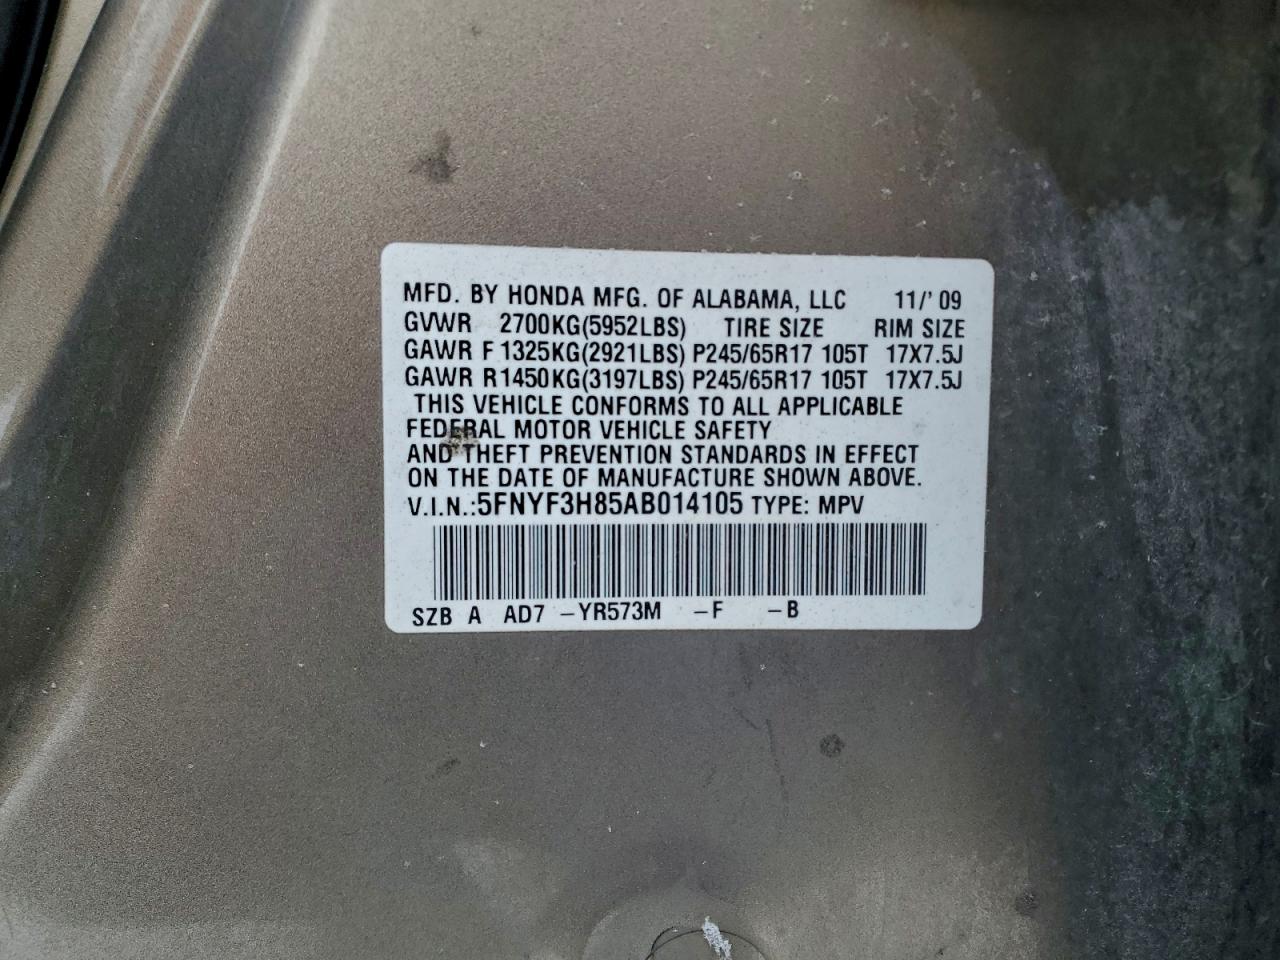 MFD. BY HONDA MFG. OF ALABAMA, LLC 11/' 09
GVWR 2700KG(5952LBS) TIRE SIZE RIM SIZE
GAWR F 1325KG(2921LBS) P245/65R17 105T 17X7.5J
GAWR R1450KG(3197LBS) P245/65R17 105T 17X7.5J
THIS VEHICLE CONFORMS TO ALL APPLICABLE
FEDERAL MOTOR VEHICLE SAFETY
AND THEFT PREVENTION STANDARDS IN EFFECT
ON THE DATE OF MANUFACTURE SHOWN ABOVE.
V.I.N.:5FNYF3H85AB014105 TYPE: MPV
SZB A AD7 -YR573M -F -B